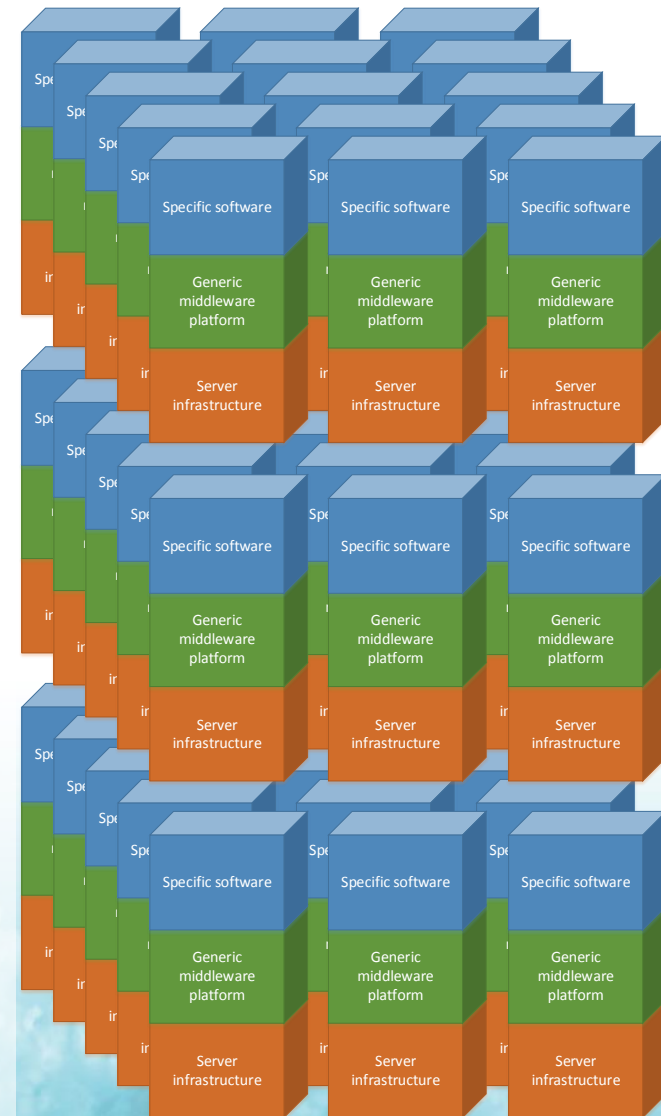 Specific software
Specific software
Specific software
Generic
middleware
platform
Generic
middleware
platform
Generic
middleware
platform
Server
infrastructure
Server
infrastructure
Server
infrastructure
Specific software
Specific software
Specific software
Generic
middleware
platform
Generic
middleware
platform
Generic
middleware
platform
Server
infrastructure
Server
infrastructure
Server
infrastructure
Specific software
Specific software
Specific software
Generic
middleware
platform
Generic
middleware
platform
Generic
middleware
platform
Server
infrastructure
Server
infrastructure
Server
infrastructure